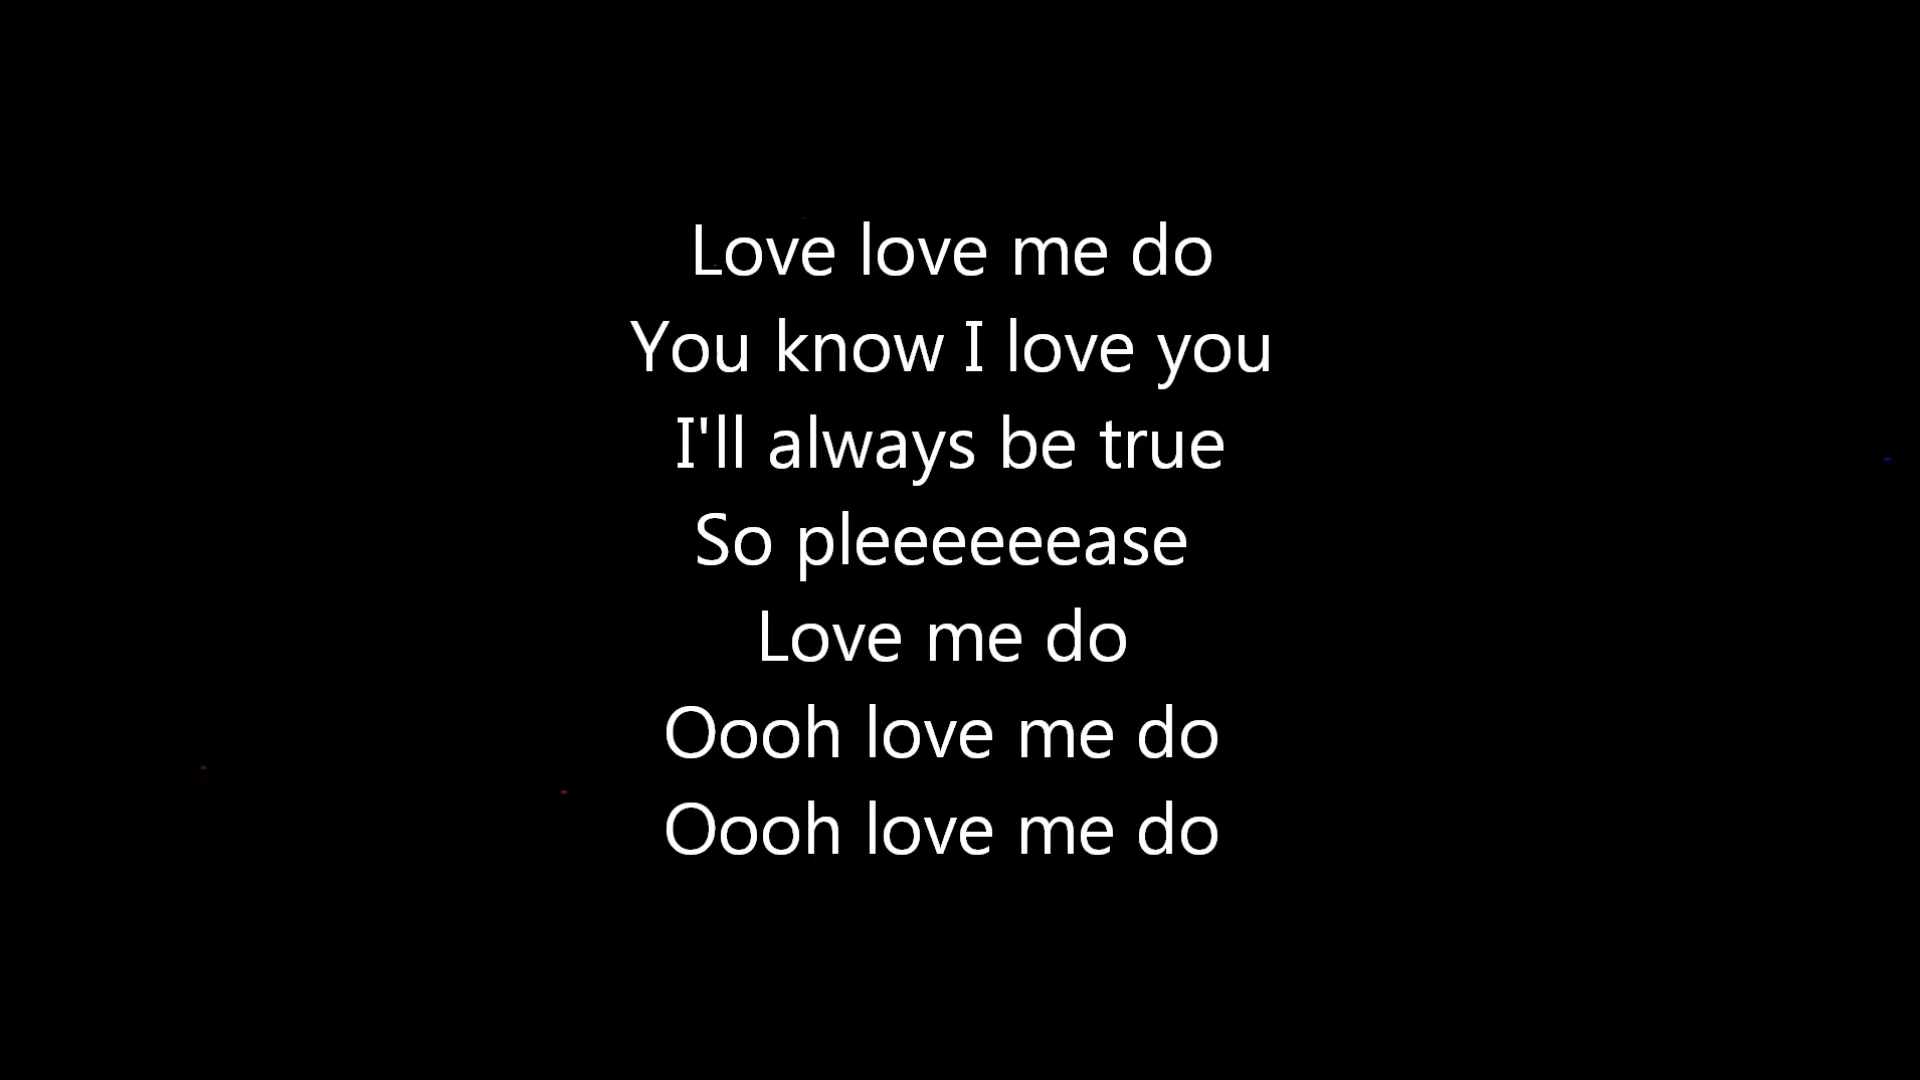 Love love me do
You know I love you
I'll always be true
So pleeeeeease
Love me do
Oooh love me do
Oooh love me do